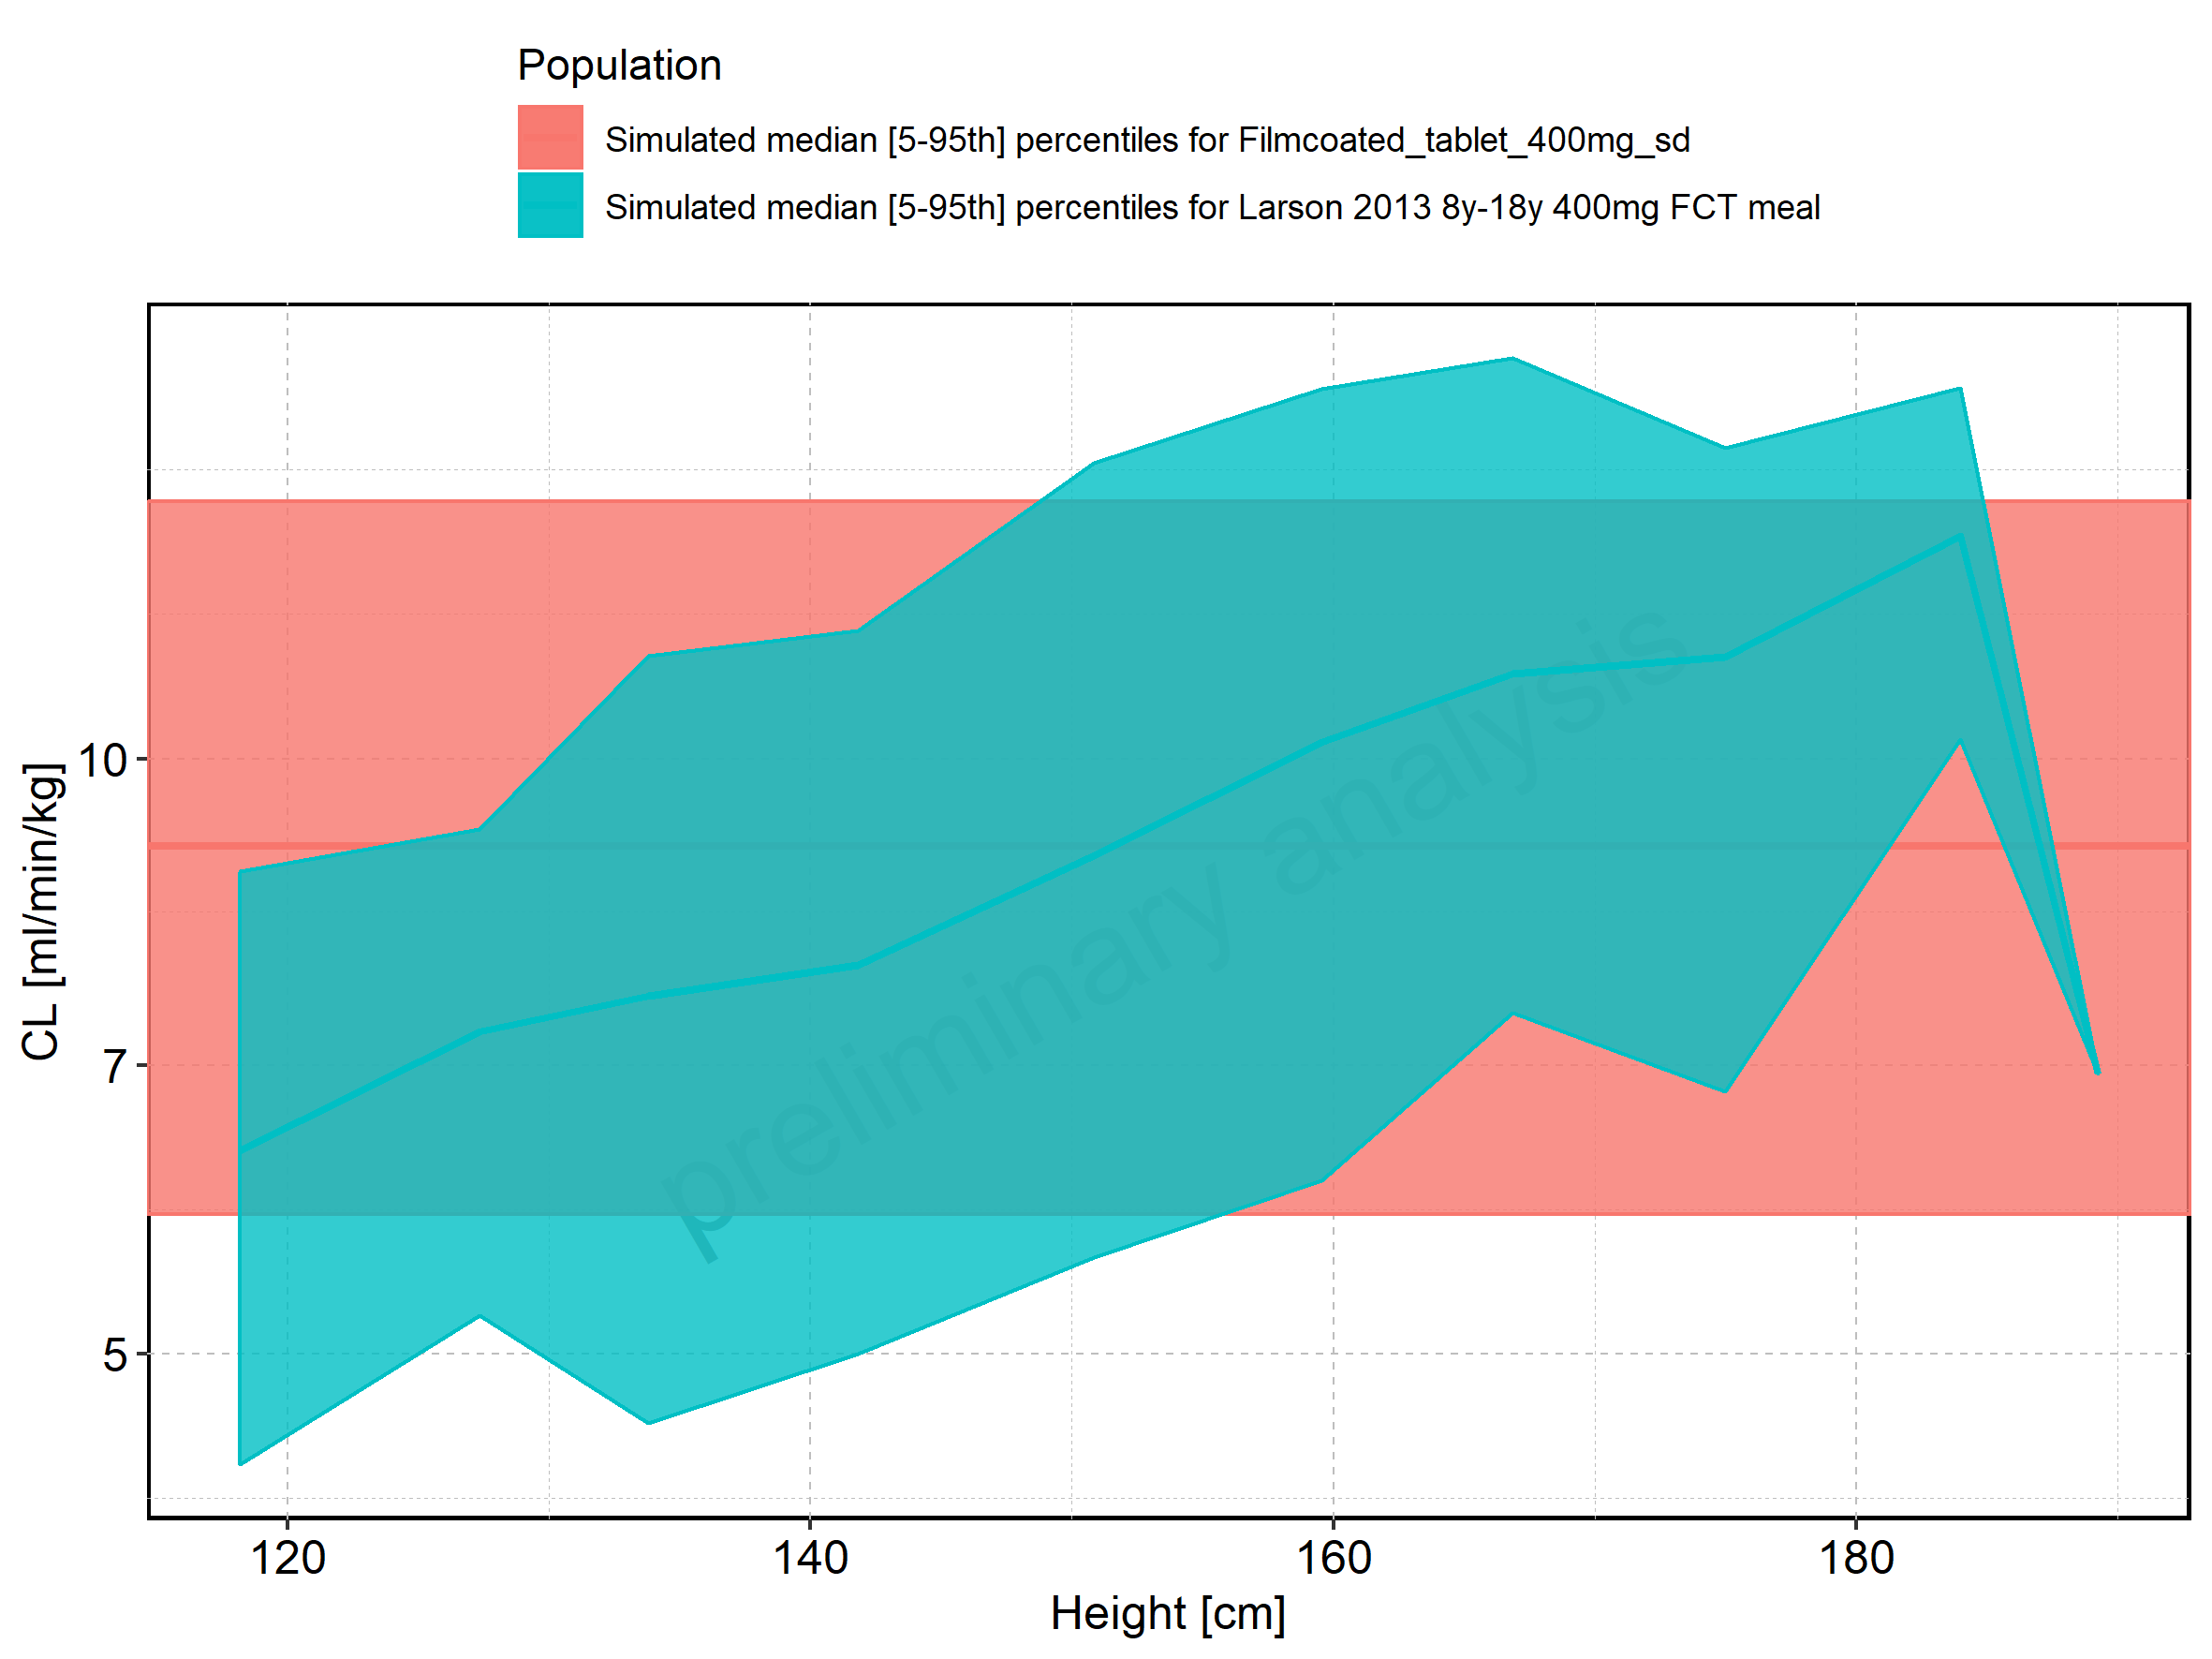 Population
Simulated median [5-95th] percentiles for Filmcoated_tablet_400mg_sd
Simulated median [5-95th] percentiles for Larson 2013 8y-18y 400mg FCT meal
CL [ml/min/kg]
10
7
5
preliminary analysis
120 140 160 180
Height [cm]